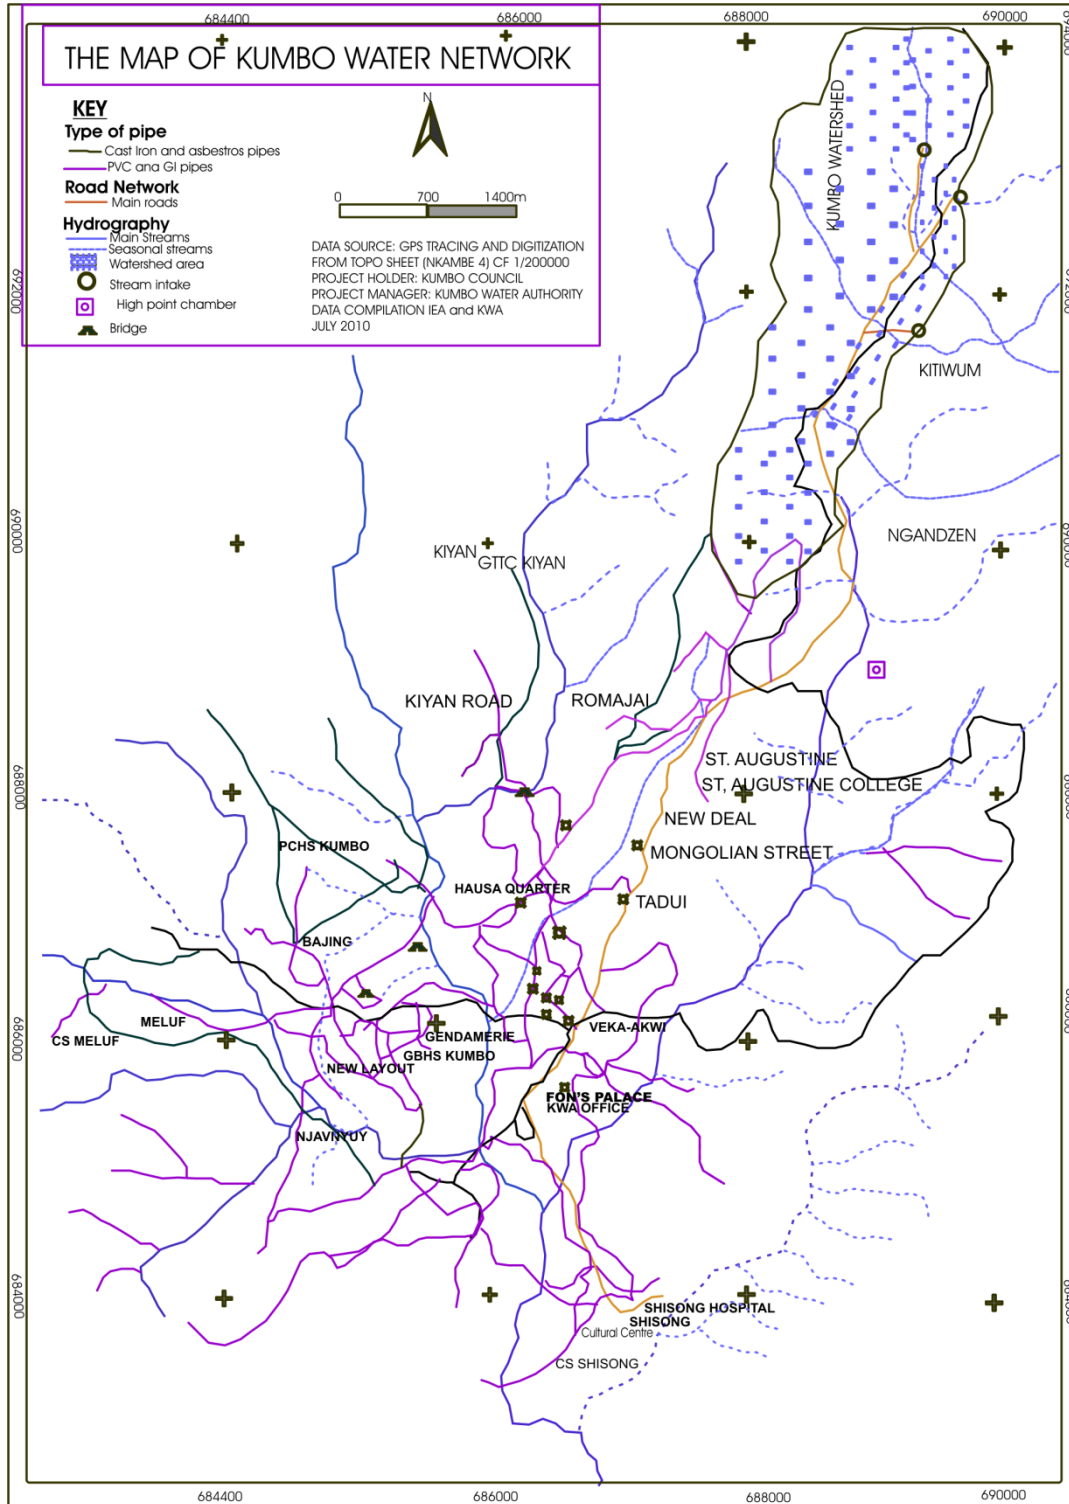 684400
686000
688000
690000
694000
THE MAP OF KUMBO WATER NETWORK
KEY
Type of pipe
Cast Iron and asbestros pipes
PVC ana GI pipes
Road Network
Main roads
Hydrography
Main Streams
Seasonal streams
Watershed area
Stream intake
High point chamber
Bridge
N
0 700 1400m
DATA SOURCE: GPS TRACING AND DIGITIZATION
FROM TOPO SHEET (NKAMBE 4) CF 1/200000
PROJECT HOLDER: KUMBO COUNCIL
PROJECT MANAGER: KUMBO WATER AUTHORITY
DATA COMPILATION IEA and KWA
JULY 2010
KUMBO WATERSHED
692000
692000
KITIWUM
690000
690000
NGANDZEN
KIYAN
GTTC KIYAN
KIYAN ROAD
ROMAJAI
688000
ST. AUGUSTINE
ST, AUGUSTINE COLLEGE
NEW DEAL
PCHS KUMBO
MONGOLIAN STREET
HAUSA QUARTER
TADUI
BAJING
686000
MELUF
CS MELUF
GENDAMERIE
VEKA-AKWI
GBHS KUMBO
NEW LAYOUT
FON'S PALACE
KWA OFFICE
NJAVNYUY
684000
684000
SHISONG HOSPITAL
SHISONG
Cultural Centre
CS SHISONG
684400
686000
688000
690000